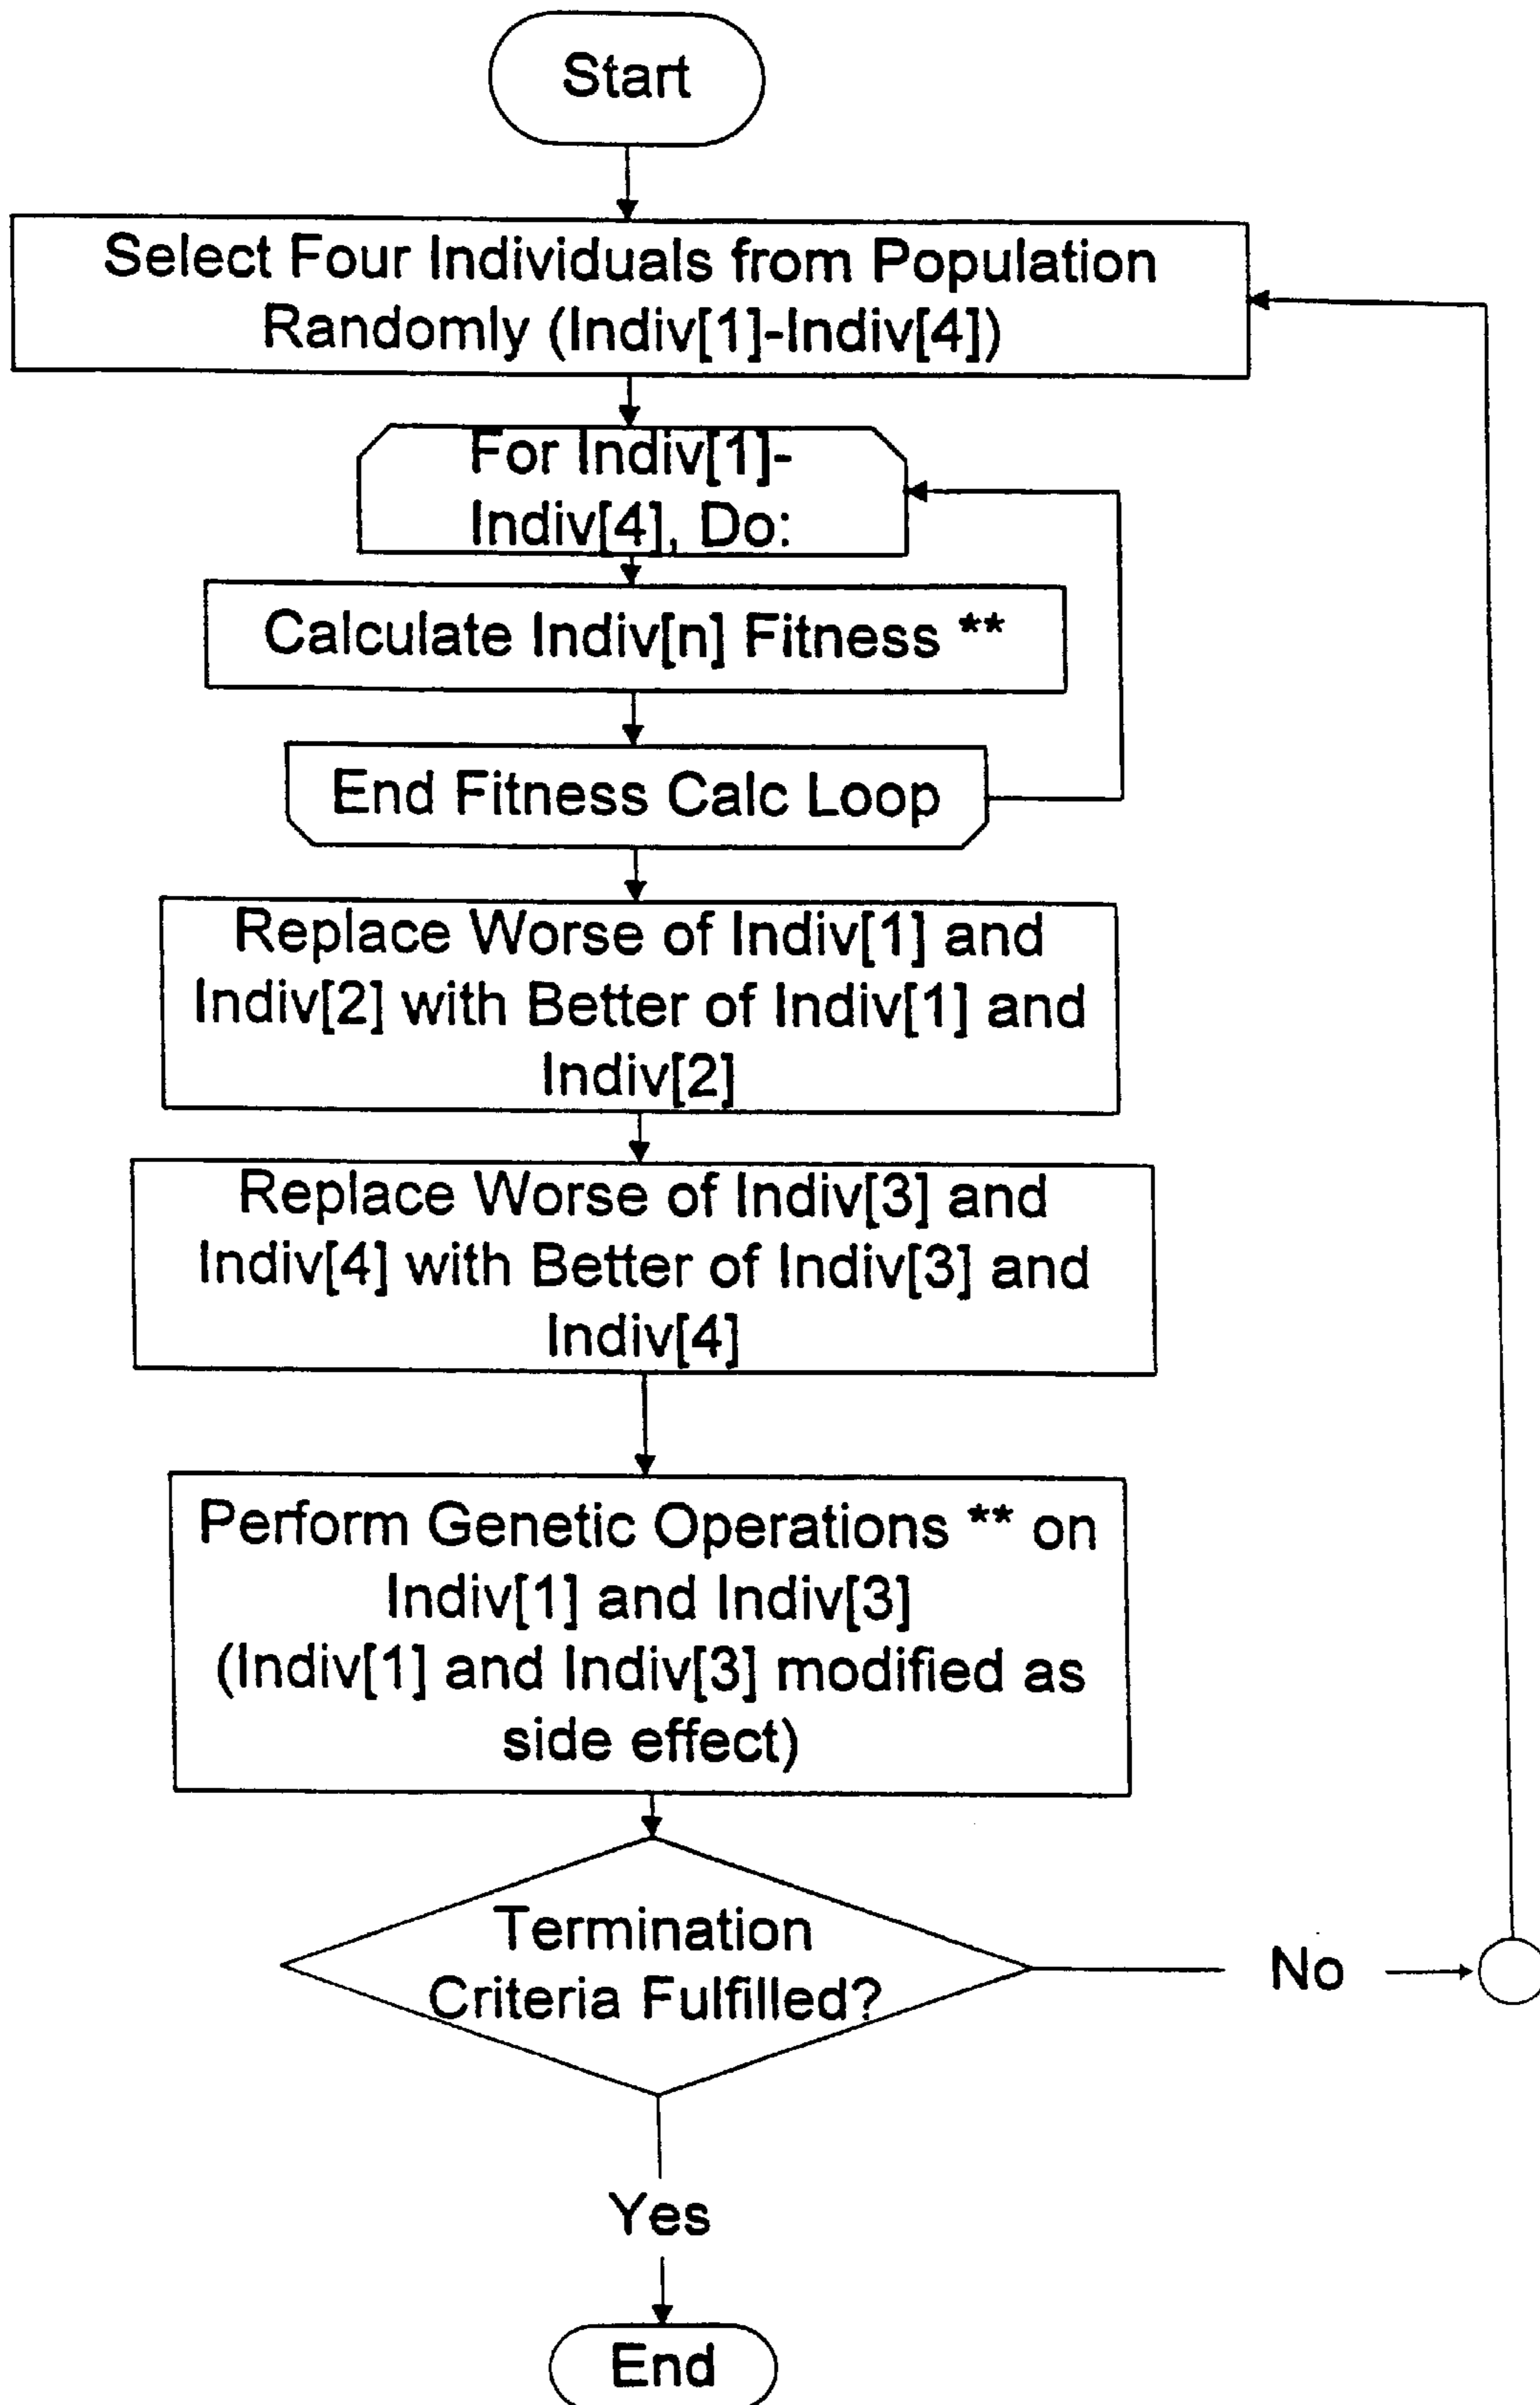 Start
Select Four Individuals from Population
Randomly (Indiv[1]-Indiv[4])
For Indiv[1]-
Indiv[4], Do:
Calculate Indiv[n] Fitness **
End Fitness Calc Loop
Replace Worse of Indiv[1] and
Indiv[2] with Better of Indiv[1] and
Indiv[2]
Replace Worse of Indiv[3] and
Indiv[4] with Better of Indiv[3] and
Indiv[4]
Perform Genetic Operations ** on
Indiv[1] and Indiv[3]
(Indiv[1] and Indiv[3] modified as
side effect)
Termination
Criteria Fulfilled?
No
Yes
End